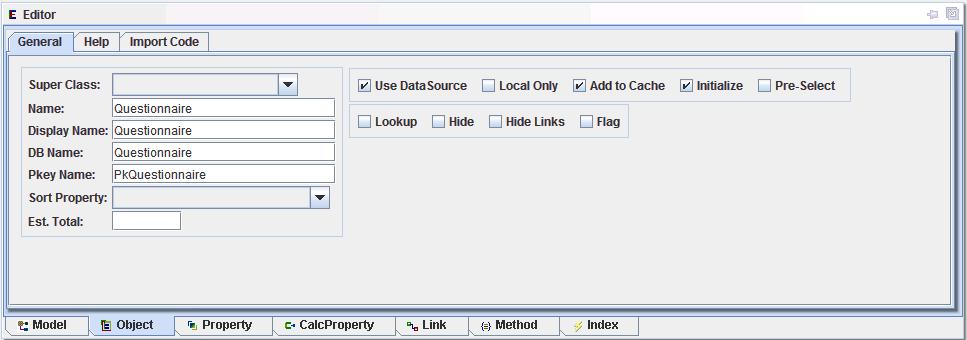 E Editor
General Help Import Code
Super Class:
Name: Questionnaire
Display Name: Questionnaire
DB Name: Questionnaire
Pkey Name: PkQuestionnaire
Sort Property:
Est. Total:
Use DataSource Local Only Add to Cache Initialize Pre-Select
Lookup Hide Hide Links Flag
Model Object Property CalcProperty Link Method Index